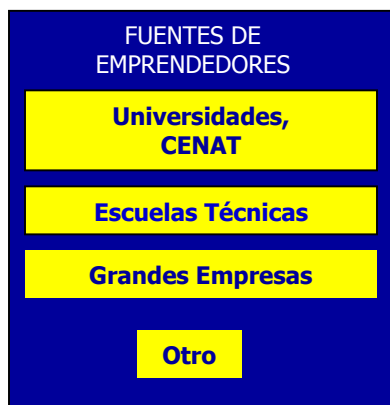 FUENTES DE
EMPRENDEDORES
Universidades,
CENAT
Escuelas Técnicas
Grandes Empresas
Otro